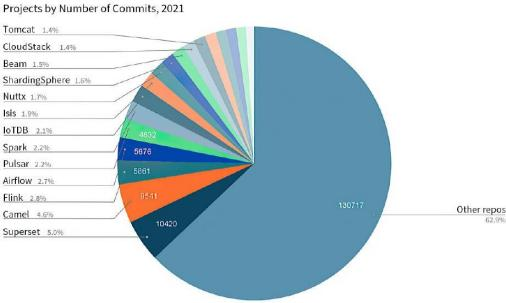 Projects by Number of Commits, 2021
Tomcat 1.4%
CloudStack 1.4%
Beam 1.5%
ShardingSphere 1.6%
Nuttx 1.7%
Isis 1.9%
IoTDB 2.1%
Spark 2.2%
Pulsar 2.2%
Airflow 2.7%
Flink 2.8%
Camel 4.6%
Superset 5.0%
4632
5676
5861
9541
10420
130717
Other repos
62.9%